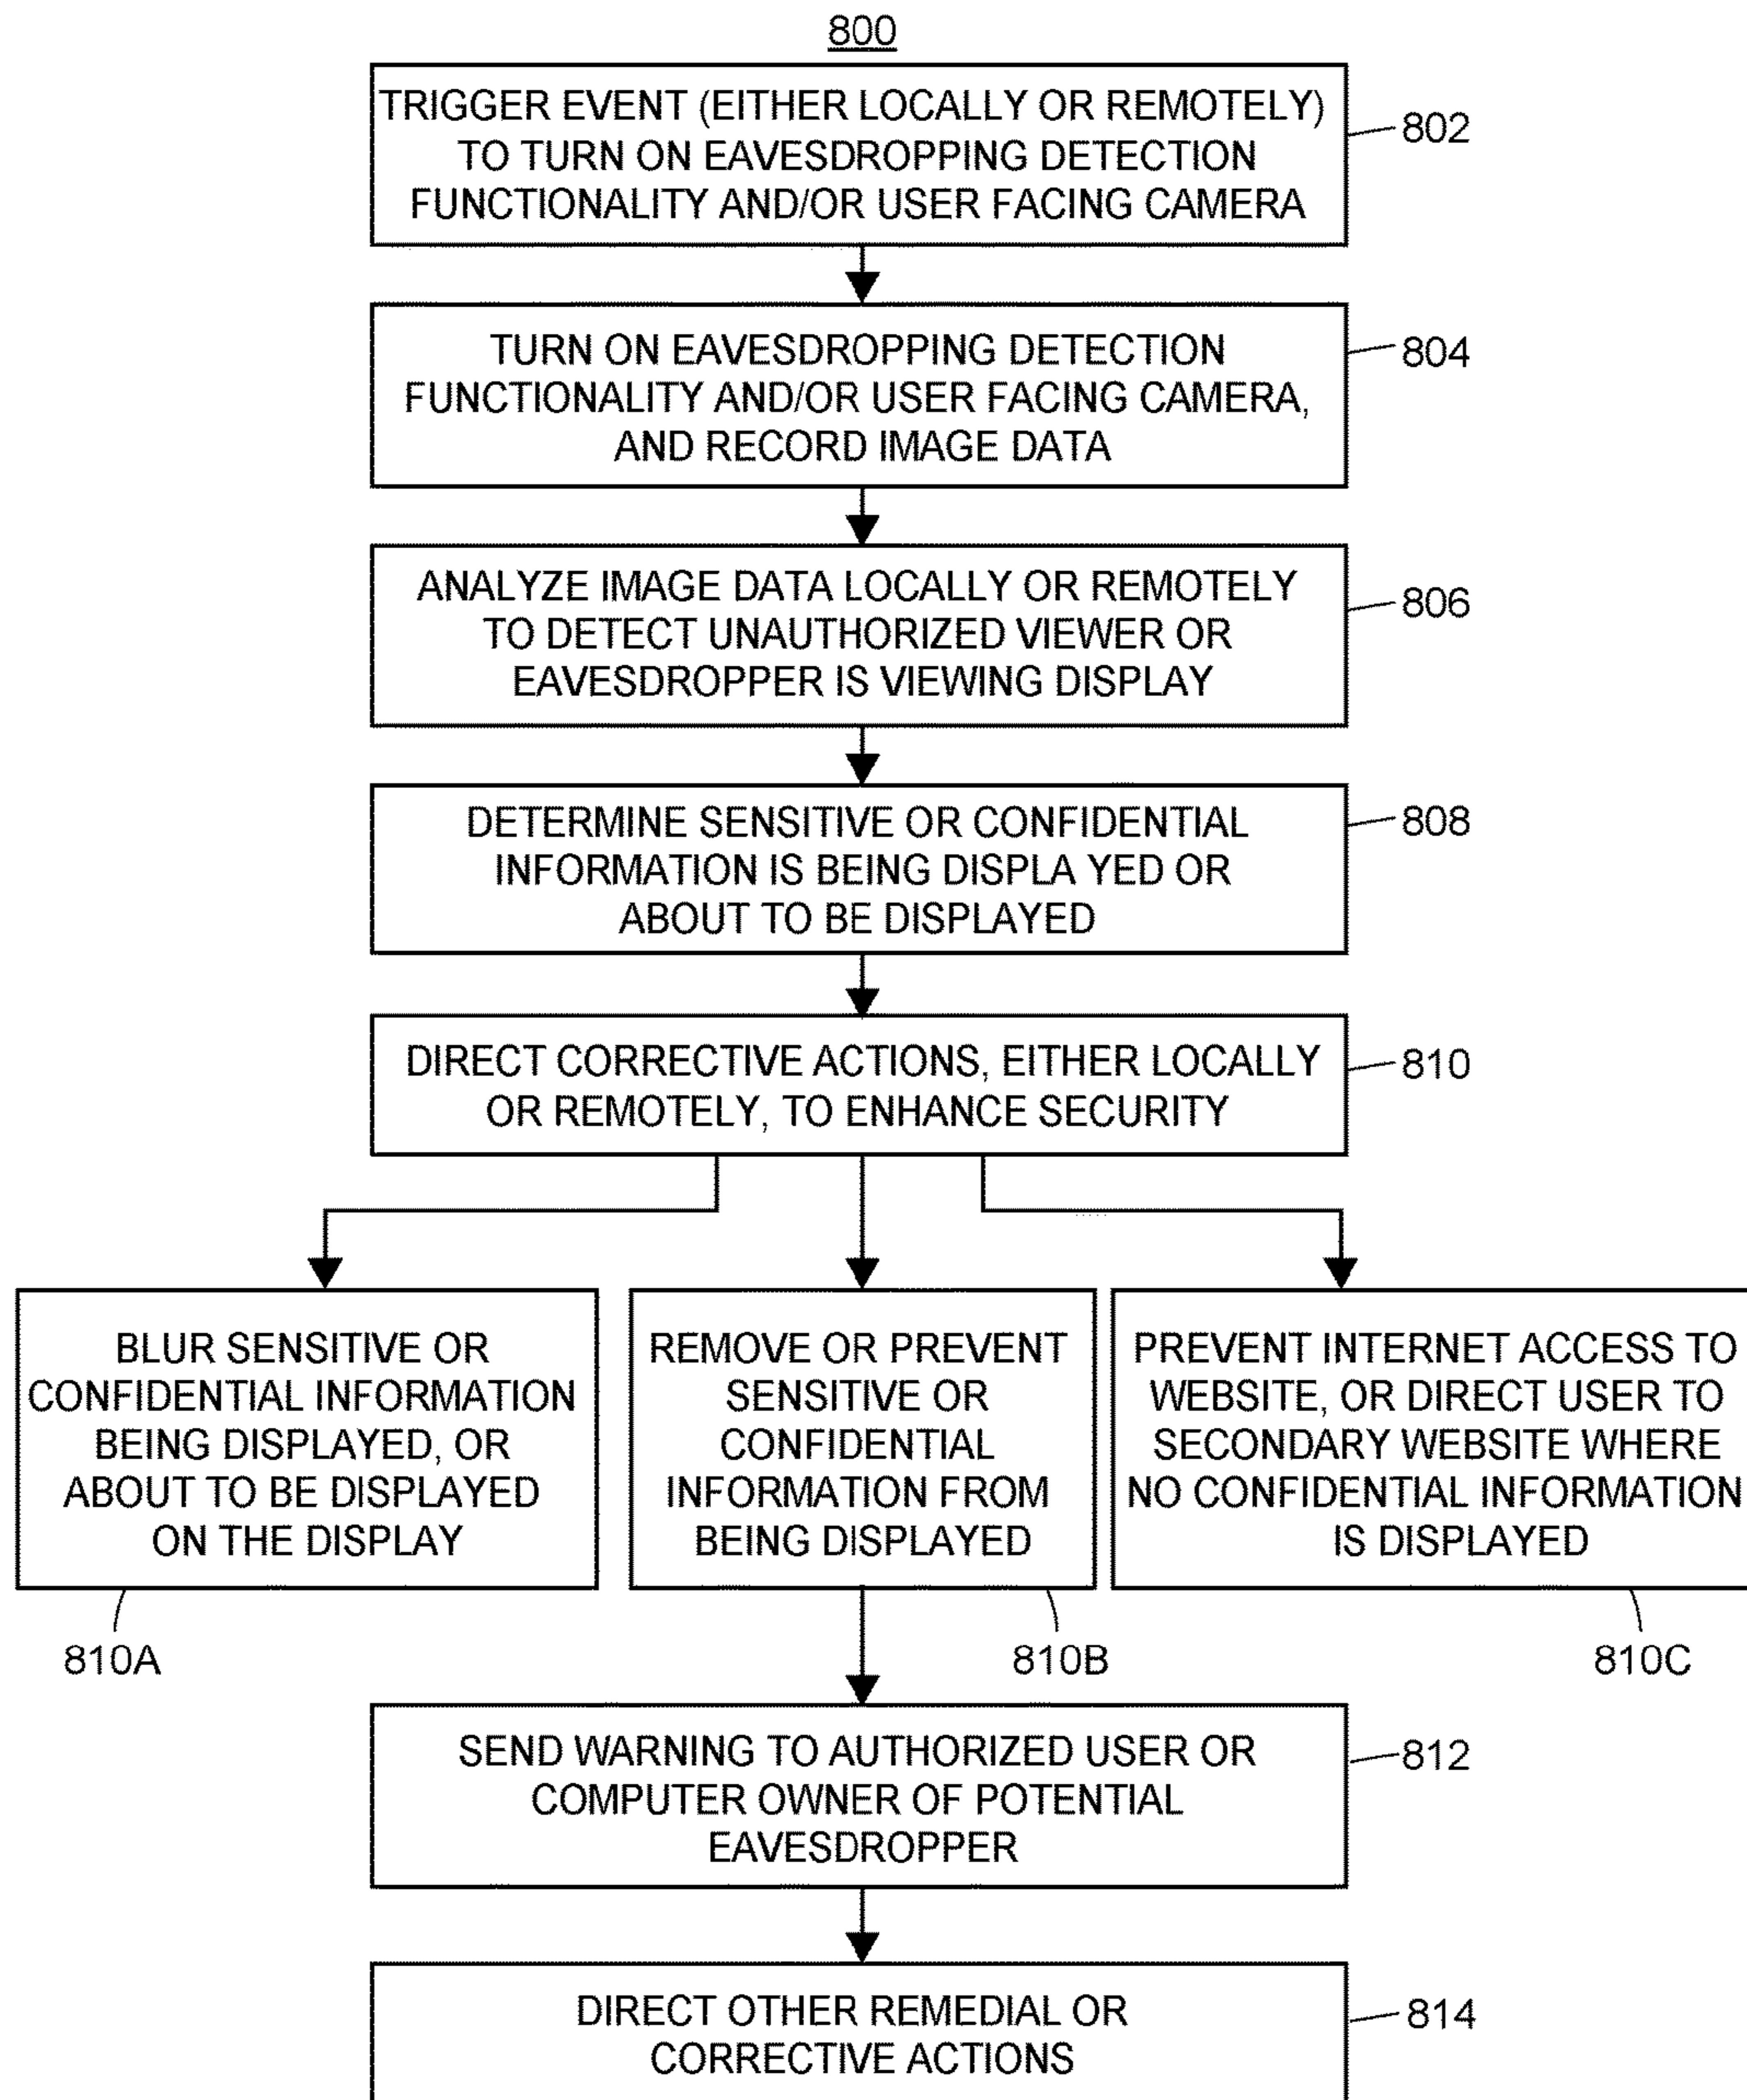 800
TRIGGER EVENT (EITHER LOCALLY OR REMOTELY)
TO TURN ON EAVESDROPPING DETECTION
FUNCTIONALITY AND/OR USER FACING CAMERA
802
TURN ON EAVESDROPPING DETECTION
FUNCTIONALITY AND/OR USER FACING CAMERA,
AND RECORD IMAGE DATA
804
ANALYZE IMAGE DATA LOCALLY OR REMOTELY
TO DETECT UNAUTHORIZED VIEWER OR
EAVESDROPPER IS VIEWING DISPLAY
806
DETERMINE SENSITIVE OR CONFIDENTIAL
INFORMATION IS BEING DISPLA YED OR
ABOUT TO BE DISPLAYED
808
DIRECT CORRECTIVE ACTIONS, EITHER LOCALLY
OR REMOTELY, TO ENHANCE SECURITY
810
BLUR SENSITIVE OR
CONFIDENTIAL INFORMATION
BEING DISPLAYED, OR
ABOUT TO BE DISPLAYED
ON THE DISPLAY
810A
REMOVE OR PREVENT
SENSITIVE OR
CONFIDENTIAL
INFORMATION FROM
BEING DISPLAYED
810B
PREVENT INTERNET ACCESS TO
WEBSITE, OR DIRECT USER TO
SECONDARY WEBSITE WHERE
NO CONFIDENTIAL INFORMATION
IS DISPLAYED
810C
SEND WARNING TO AUTHORIZED USER OR
COMPUTER OWNER OF POTENTIAL
EAVESDROPPER
812
DIRECT OTHER REMEDIAL OR
CORRECTIVE ACTIONS
814